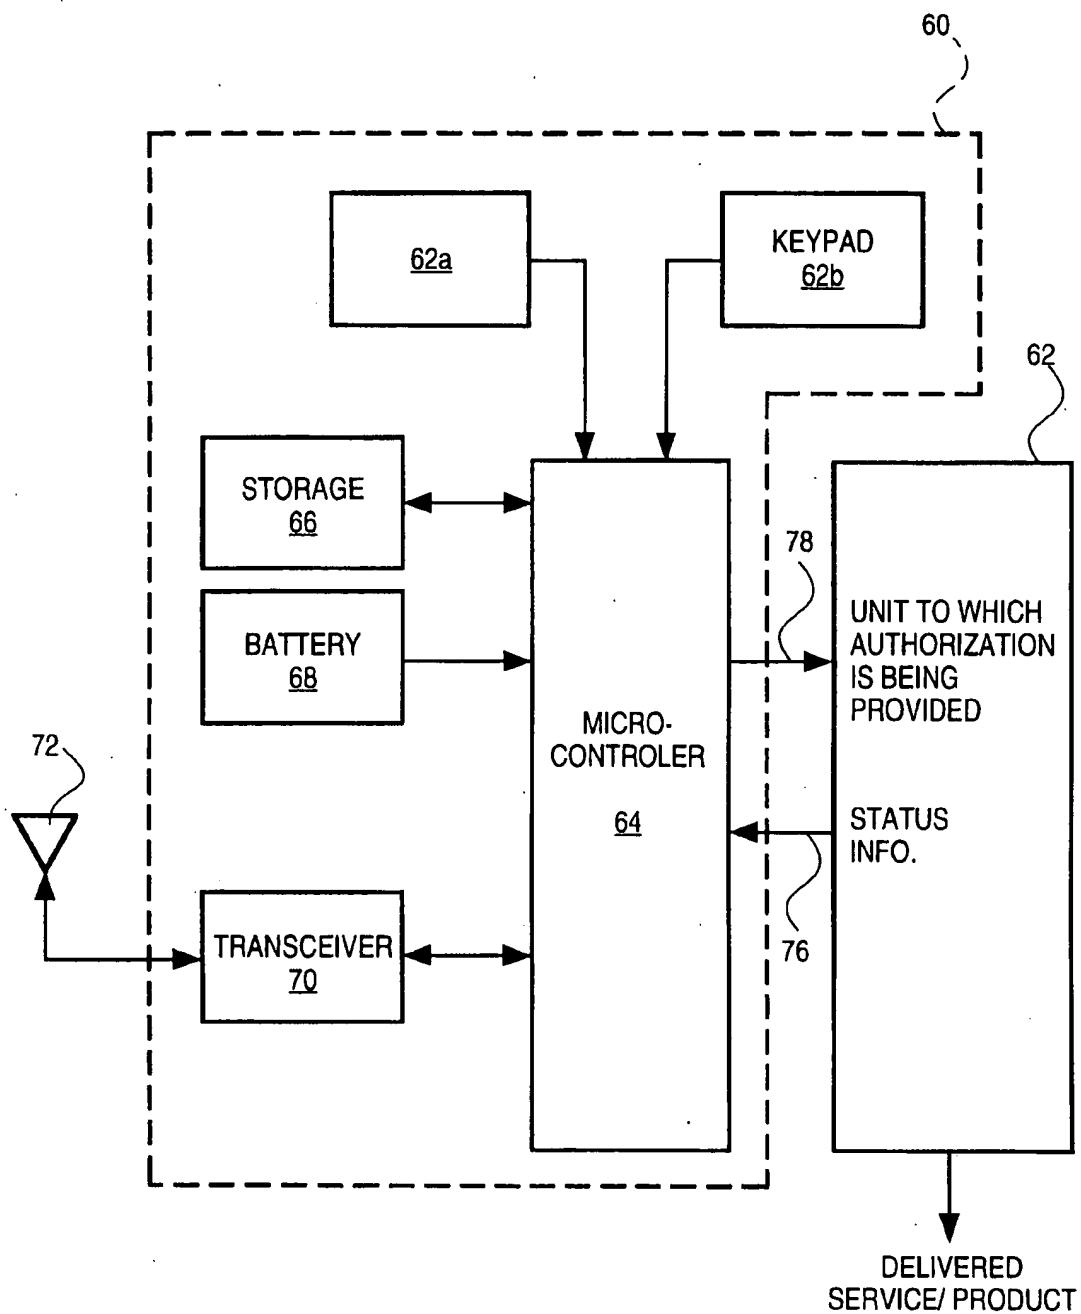 60
62a
KEYPAD
62b
62
STORAGE
66
BATTERY
68
78
UNIT TO WHICH
AUTHORIZATION
IS BEING
PROVIDED
MICRO-
CONTROLER
64
72
STATUS
INFO.
76
TRANSCEIVER
70
DELIVERED
SERVICE/ PRODUCT